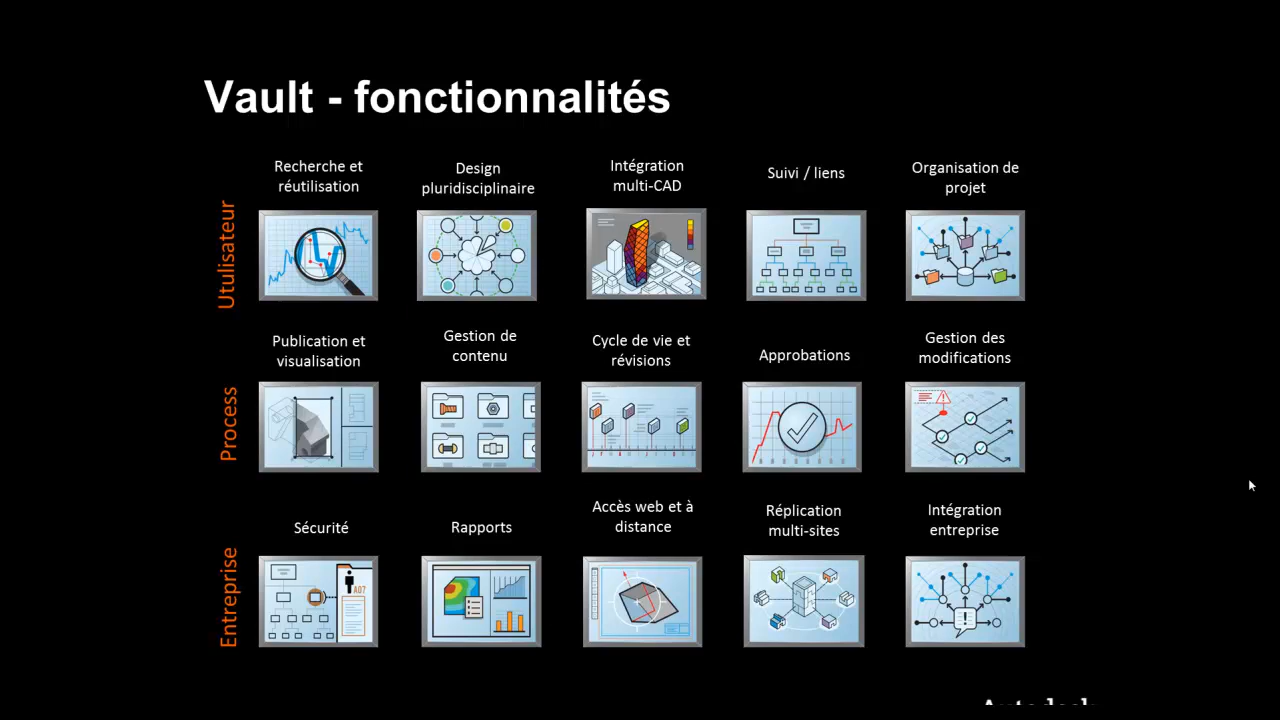 Vault - fonctionnalités
Recherche et
réutilisation
Design
pluridisciplinaire
Intégration
multi-CAD
Suivi / liens
Organisation de
projet
Utulisateur
Publication et
visualisation
Gestion de
contenu
Cycle de vie et
révisions
Approbations
Gestion des
modifications
Process
Sécurité
Rapports
Accès web et à
distance
Réplication
multi-sites
Intégration
entreprise
Entreprise
A07
Autodesk